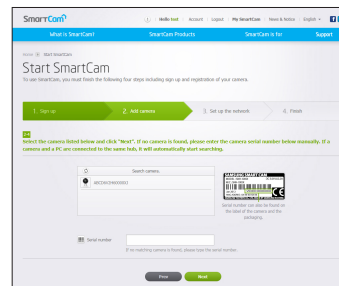 SmartCam
Hello test | Account | Logout | My SmartCam | News & Notice | English
What is SmartCam? SmartCam Products SmartCam is for Support
Home Start SmartCam
Start SmartCam
To use SmartCam, you must finish the following four steps including sign up and registration of your camera.
1. Sign up 2. Add camera 3. Set up the network 4. Finish
Select the camera listed below and click "Next". If no camera is found, please enter the camera serial number below manually. If a
camera and a PC are connected to the same hub, it will automatically start searching.
Search camera.
SAMSUNG SMART CAM
Serial number can also be found on
the label of the camera and the
packaging.
Serial number
If no matching camera is found, please type the serial number.
Prev Next